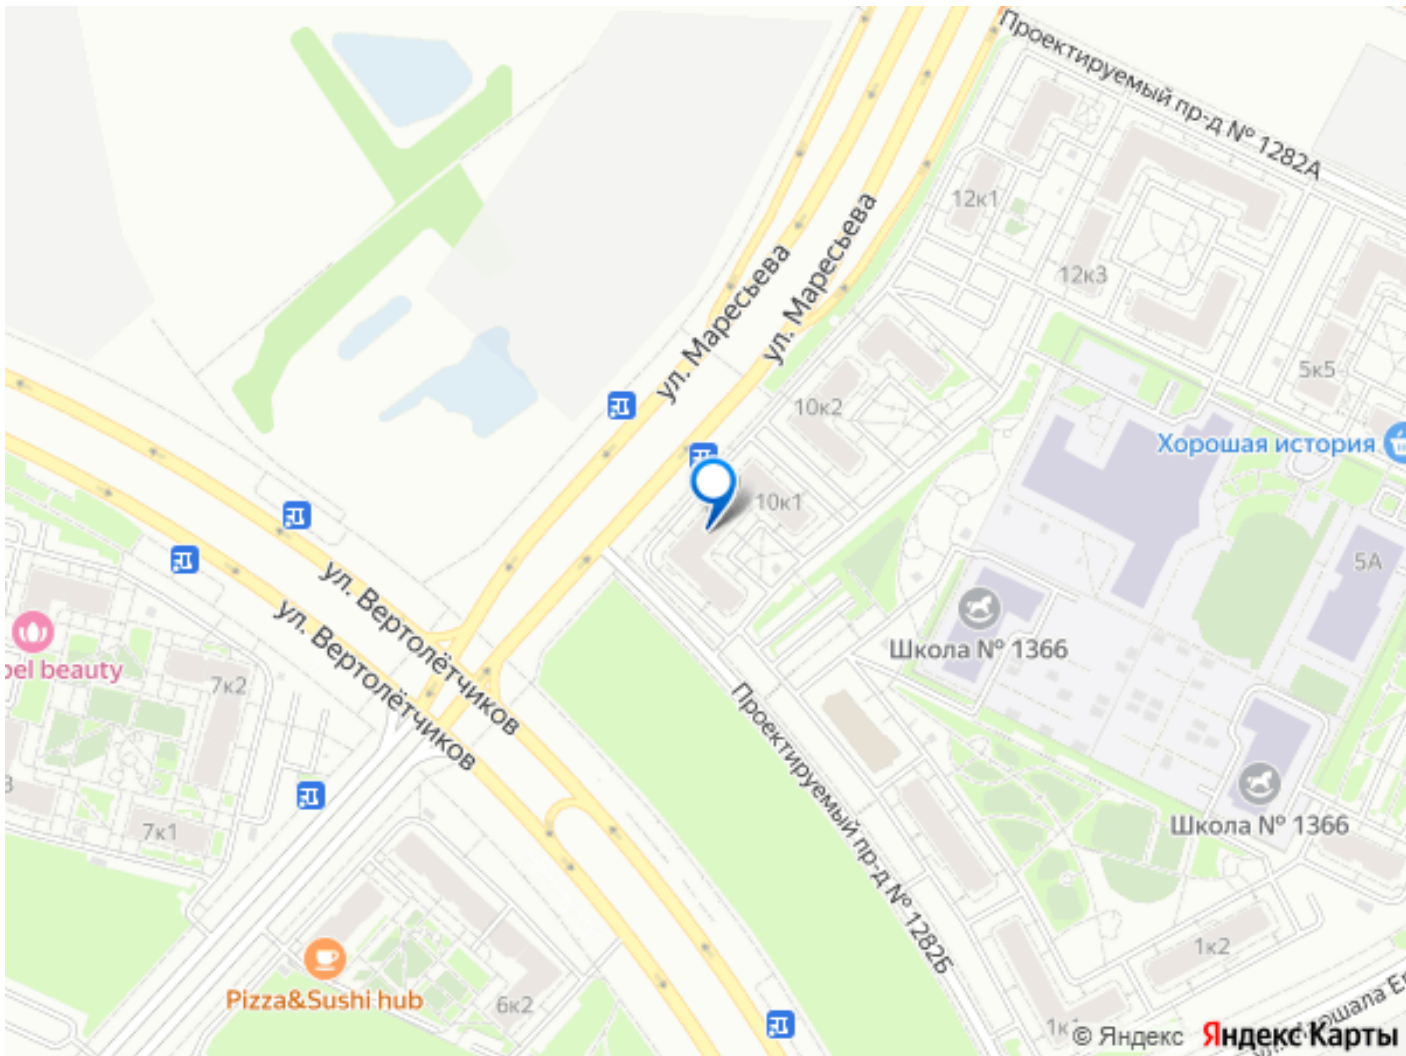 Проектируемый пр-д № 1282А
12к1
ул. Маресьева
ул. Маресьева
12к3
5к5
10к2
Хорошая история
10к1
5А
ул. Вертолётчиков
ул. Вертолётчиков
Школа № 1366
pel beauty
7к2
Проектируемый пр-д № 1282Б
7к1
Школа № 1366
1к2
Pizza&Sushi hub
6к2
© Яндекс Яндекс Карты